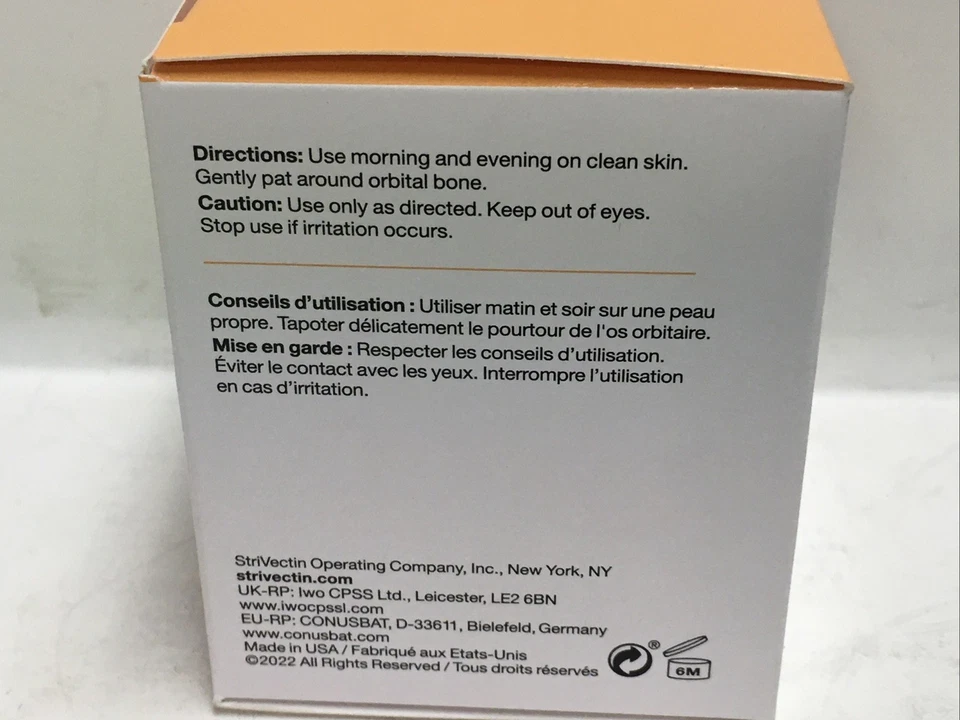 Directions: Use morning and evening on clean skin.
Gently pat around orbital bone.
Caution: Use only as directed. Keep out of eyes.
Stop use if irritation occurs.
Conseils d'utilisation : Utiliser matin et soir sur une peau
propre. Tapoter délicatement le pourtour de l'os orbitaire.
Mise en garde : Respecter les conseils d'utilisation.
Éviter le contact avec les yeux. Interrompre l'utilisation
en cas d'irritation.
StriVectin Operating Company, Inc., New York, NY
strivectin.com
UK-RP: Iwo CPSS Ltd., Leicester, LE2 6BN
www.iwocpssl.com
EU-RP: CONUSBAT, D-33611, Bielefeld, Germany
www.conusbat.com
Made in USA / Fabriqué aux Etats-Unis
©2022 All Rights Reserved / Tous droits réservés
®
6M